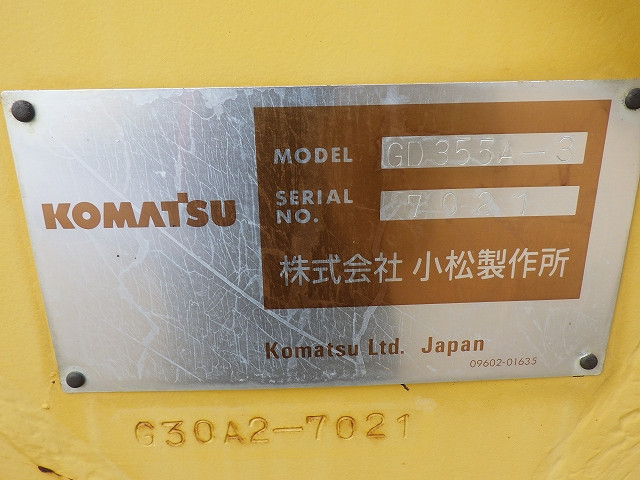 KOMATSU
MODEL GD355A-3
SERIAL NO. 7021
株式会社 小松製作所
Komatsu Ltd. Japan
09602-01635
G30A2-7021